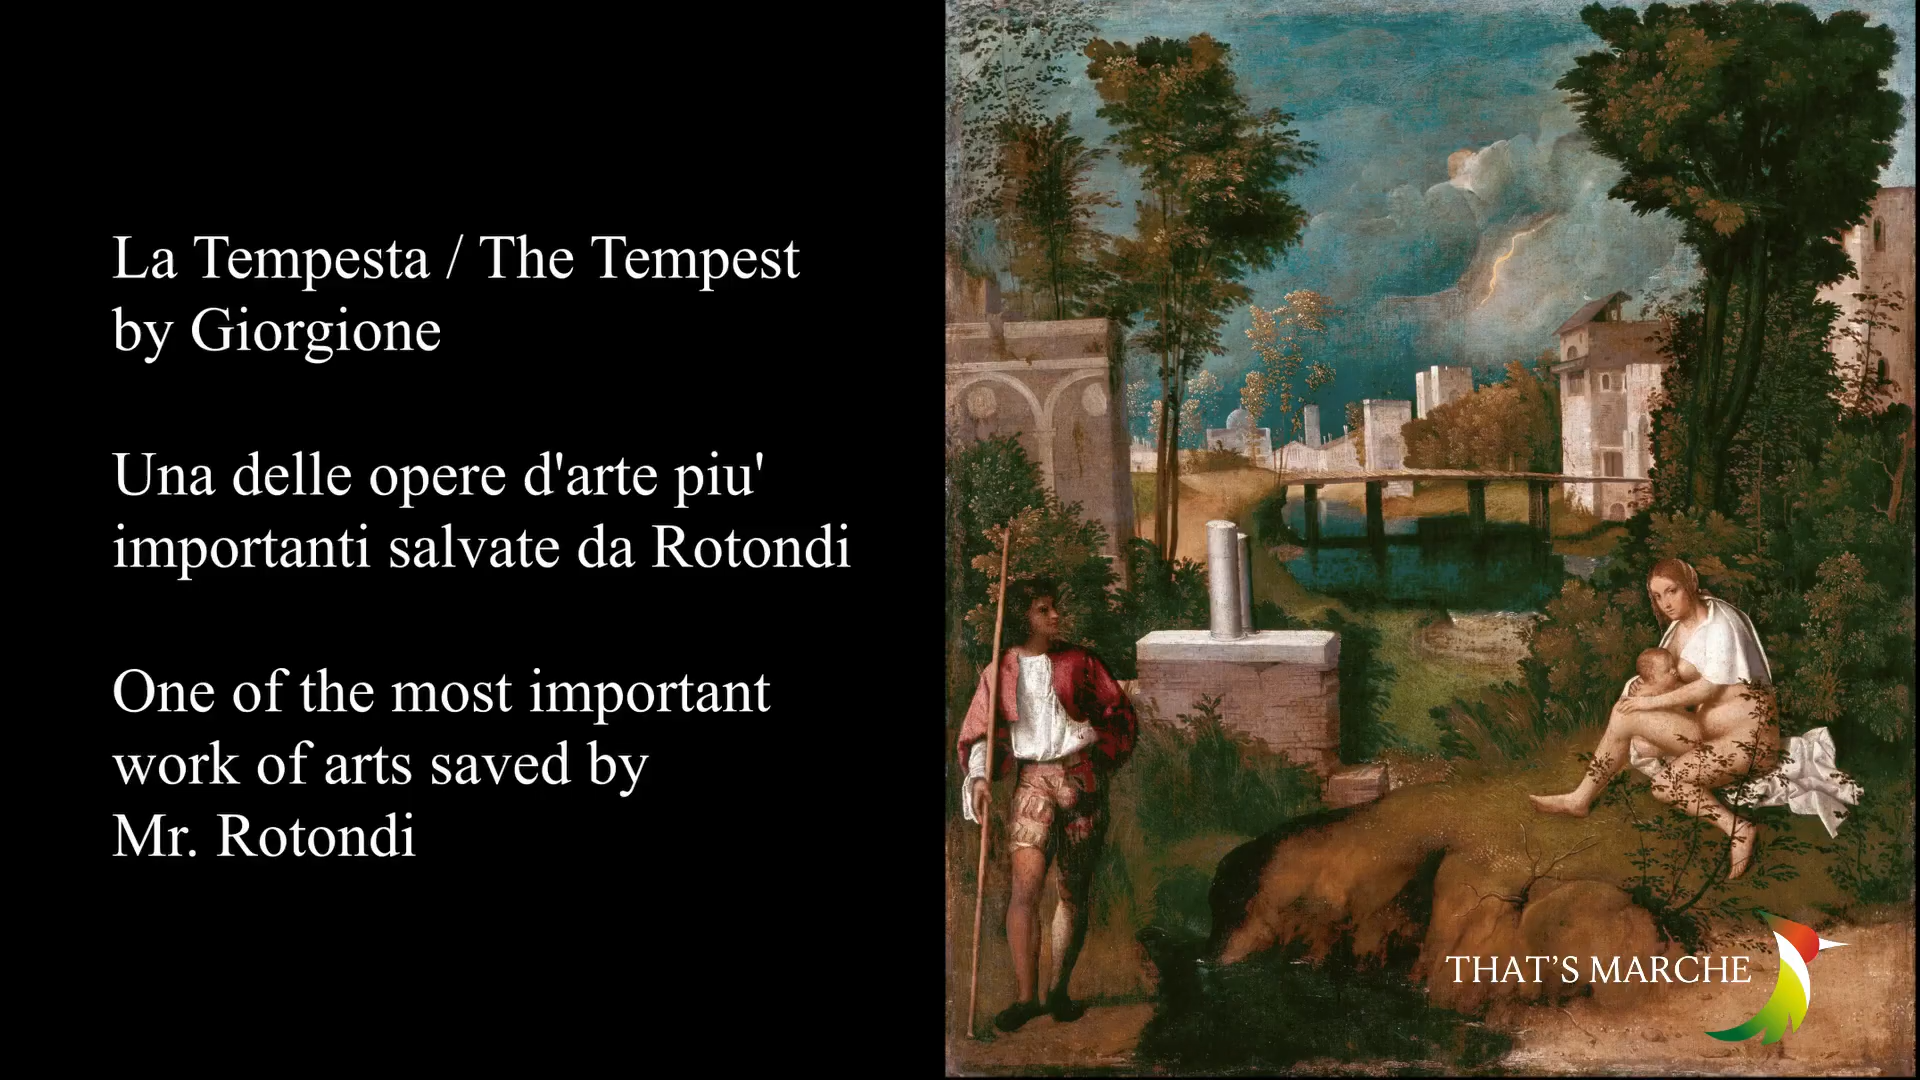 La Tempesta / The Tempest
by Giorgione
Una delle opere d'arte piu'
importanti salvate da Rotondi
One of the most important
work of arts saved by
Mr. Rotondi
THAT'S MARCHE